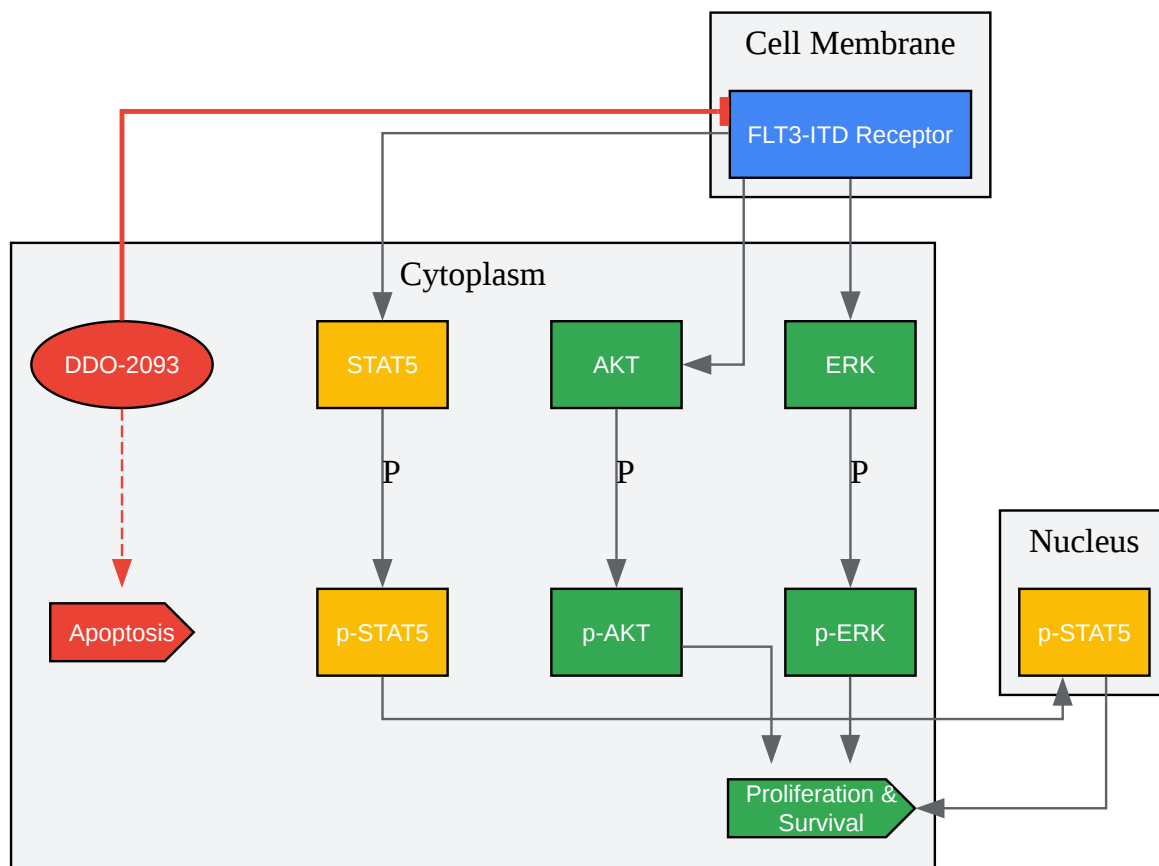 Cell Membrane
FLT3-ITD Receptor
Cytoplasm
DDO-2093
STAT5
AKT
ERK
P
P
P
Nucleus
Apoptosis
p-STAT5
p-AKT
p-ERK
p-STAT5
Proliferation &
Survival